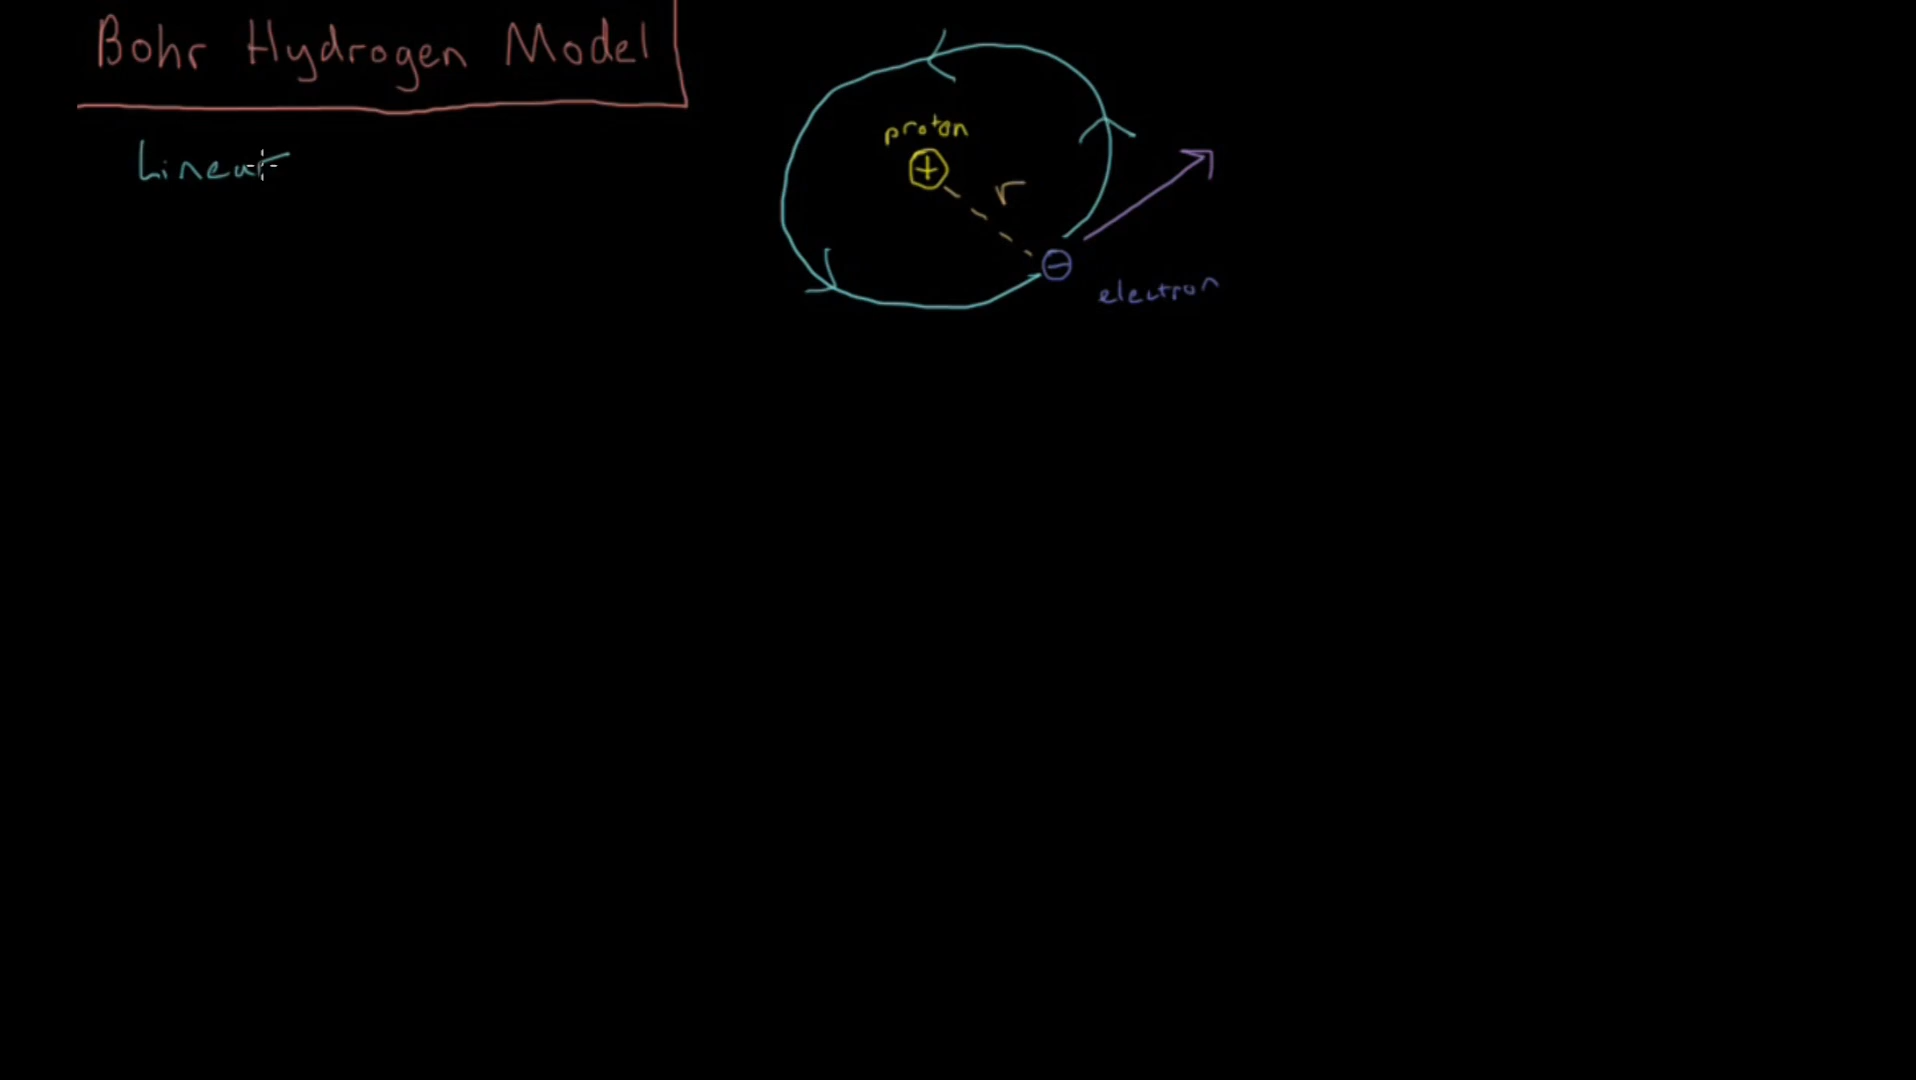 Bohr Hydrogen Model
Linear
proton
+
r
-
electron